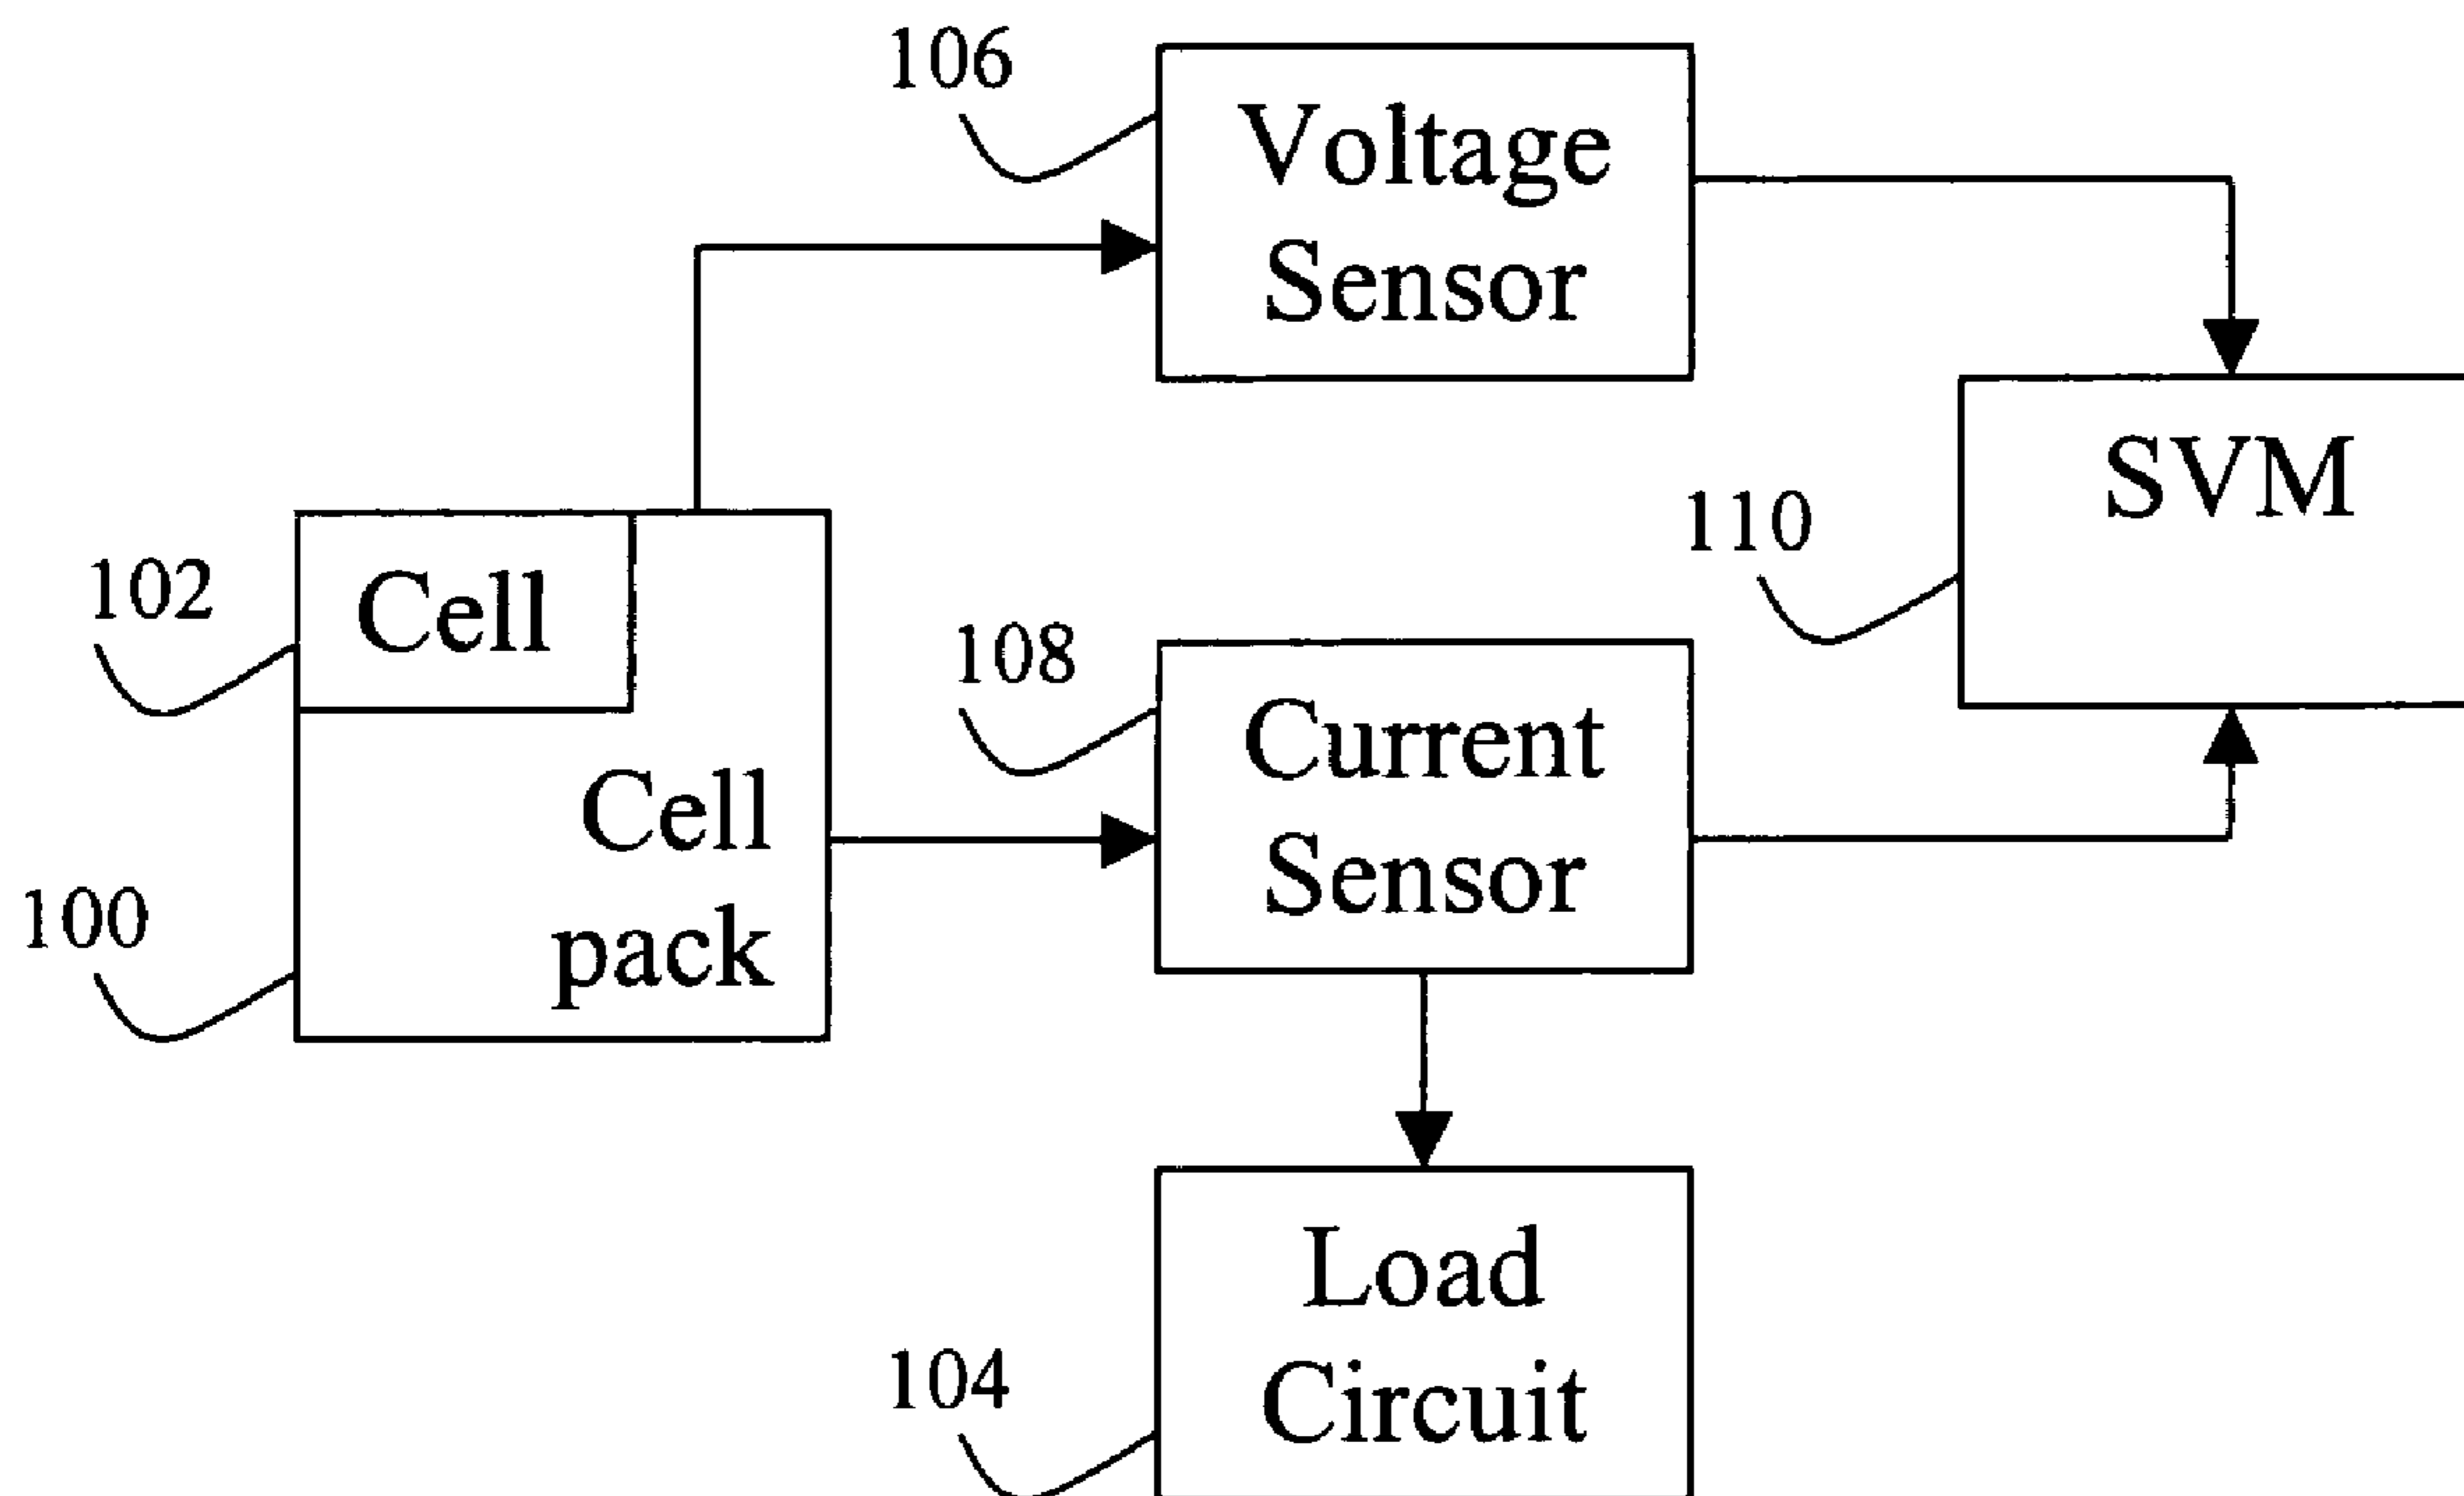 106
Voltage
Sensor
SVM
110
102
Cell
108
Current
Sensor
Cell
pack
100
Load
Circuit
104